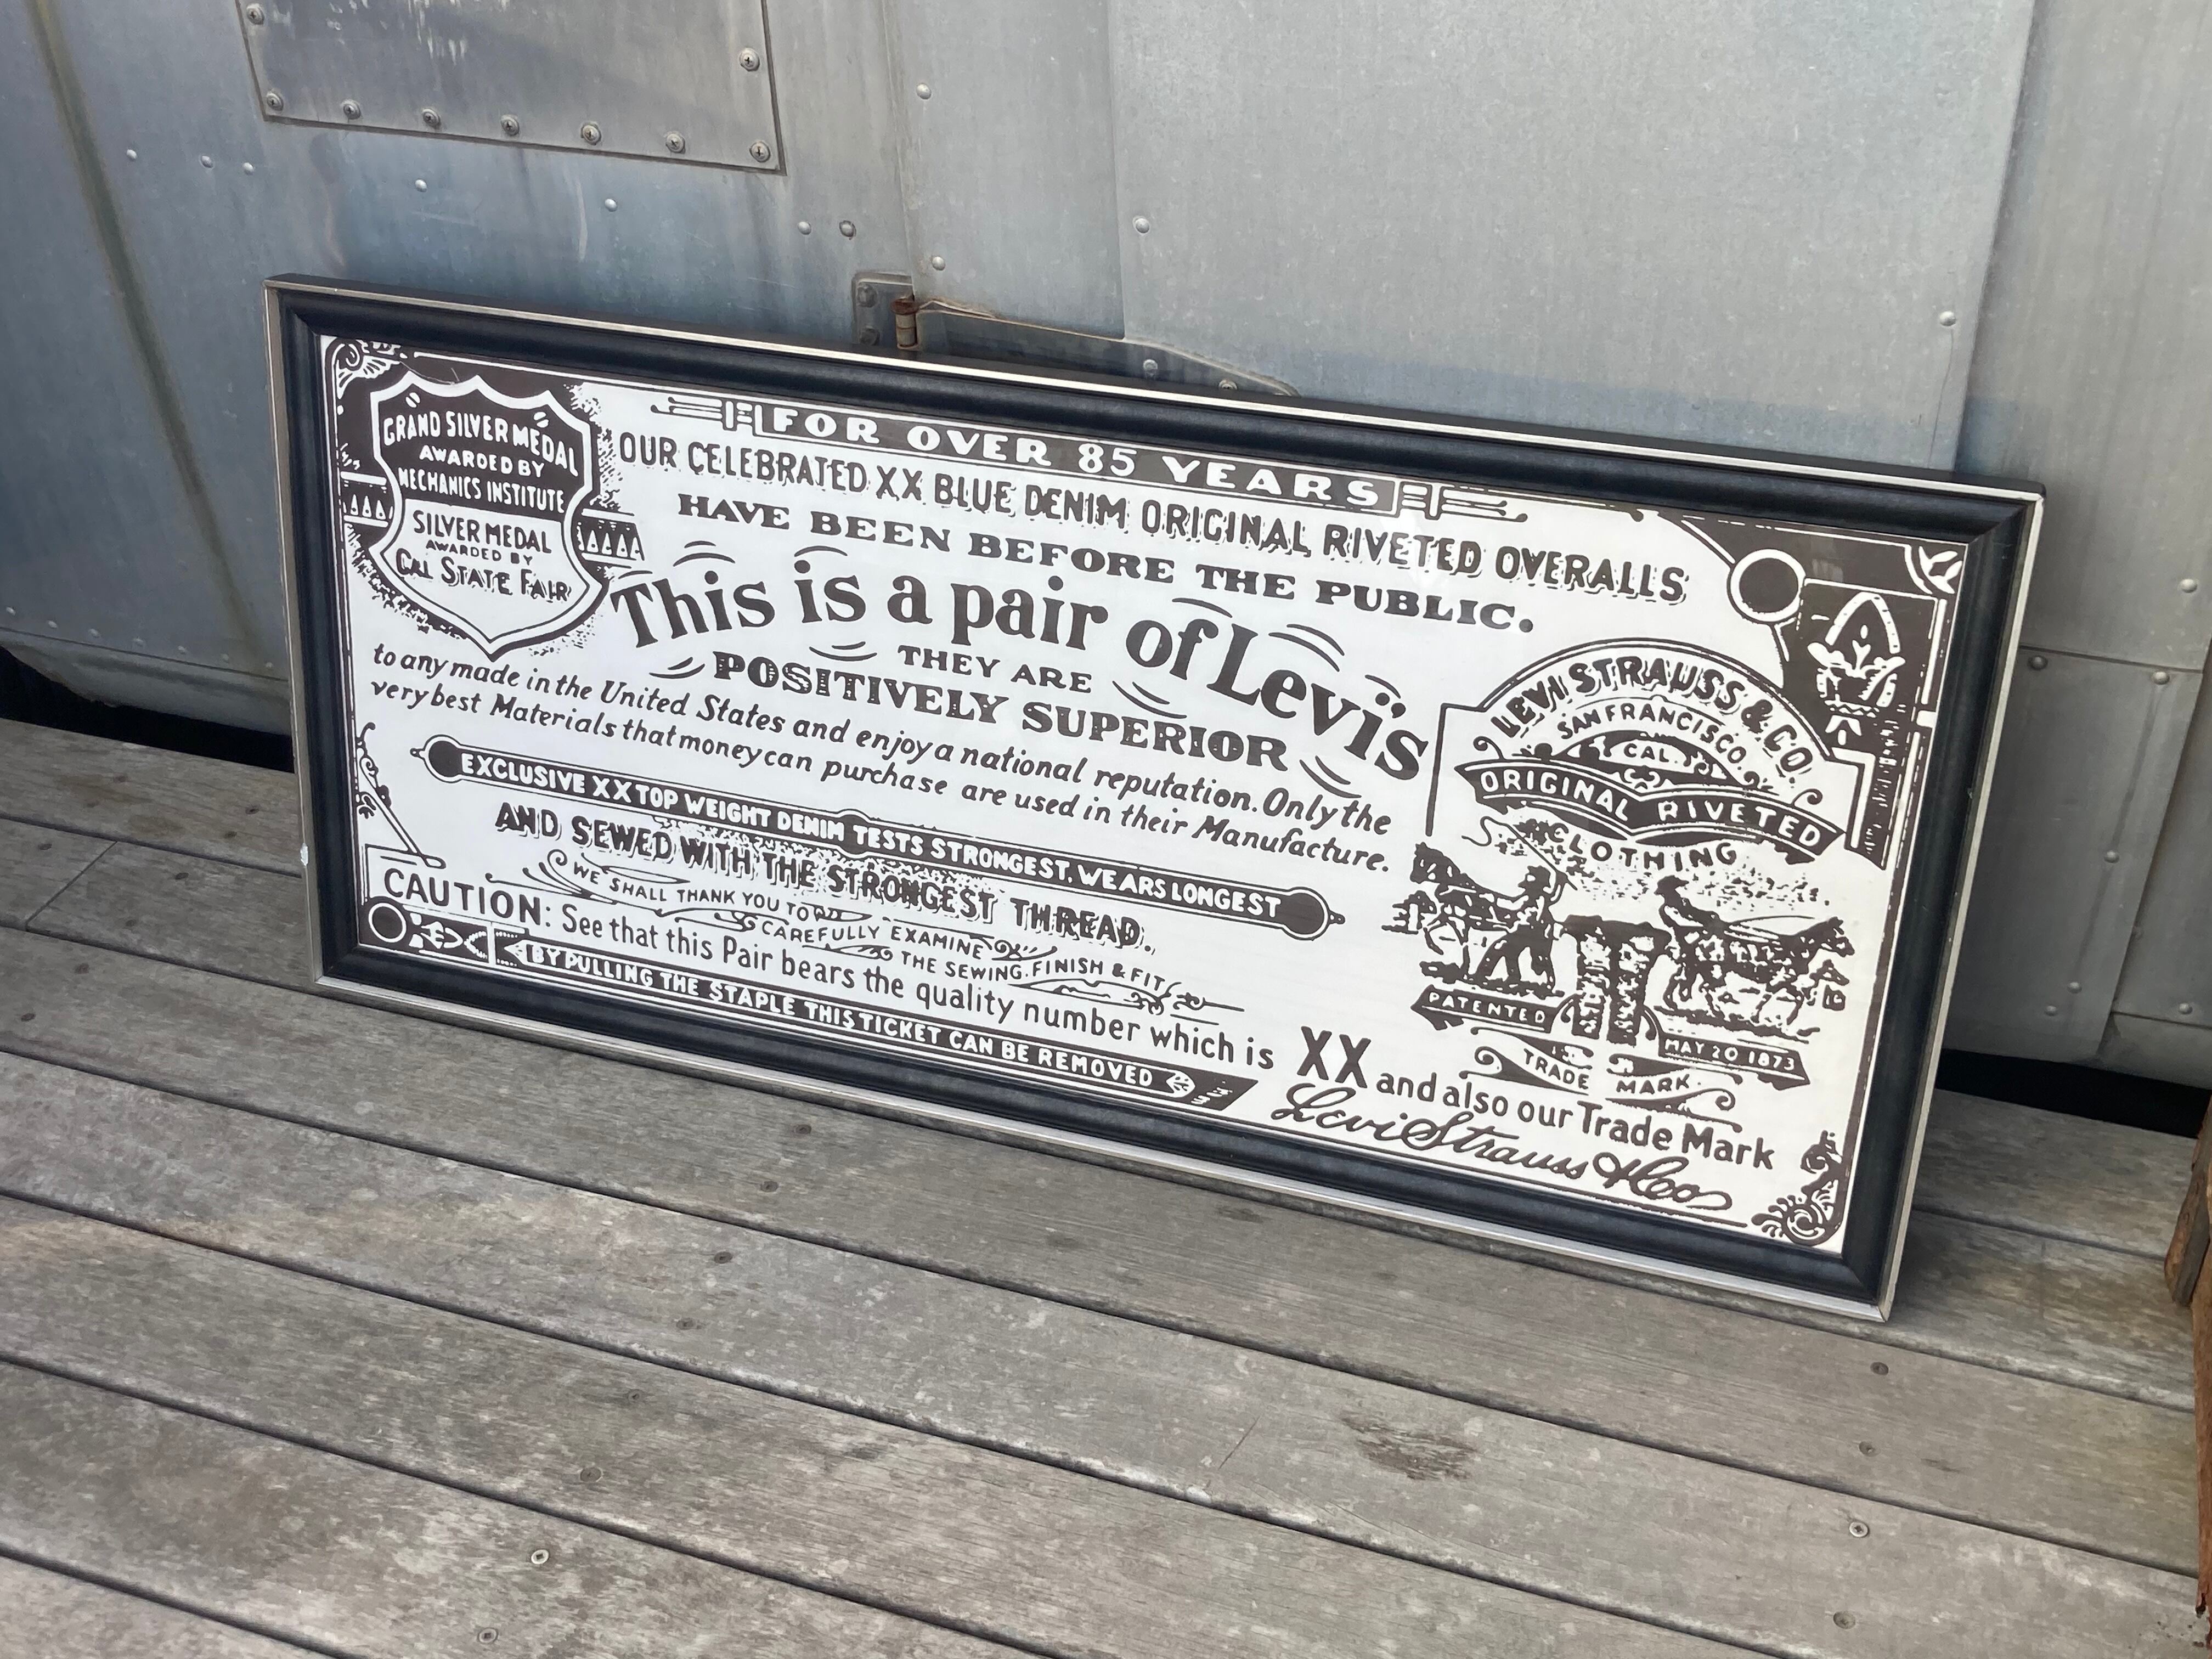 GRAND SILVER MEDAL
AWARDED BY
MECHANICS INSTITUTE
SILVER MEDAL
AWARDED BY
CAL STATE FAIR
FOR OVER 85 YEARS
OUR CELEBRATED XX BLUE DENIM ORIGINAL RIVETED OVERALLS
HAVE BEEN BEFORE THE PUBLIC.
This is a pair of Levi's
THEY ARE
POSITIVELY SUPERIOR
to any made in the United States and enjoy a national reputation. Only the
very best Materials that money can purchase are used in their Manufacture.
EXCLUSIVE XX TOP WEIGHT DENIM TESTS STRONGEST, WEARS LONGEST
AND SEWED WITH THE STRONGEST THREAD.
WE SHALL THANK YOU TO
CAREFULLY EXAMINE
THE SEWING. FINISH & FIT
CAUTION: See that this Pair bears the quality number which is XX and also our Trade Mark
BY PULLING THE STAPLE THIS TICKET CAN BE REMOVED
Levi Strauss & Co
LEVI STRAUSS & CO.
SAN FRANCISCO
CAL.
ORIGINAL RIVETED
CLOTHING
PATENTED
MAY 20 1873
TRADE MARK